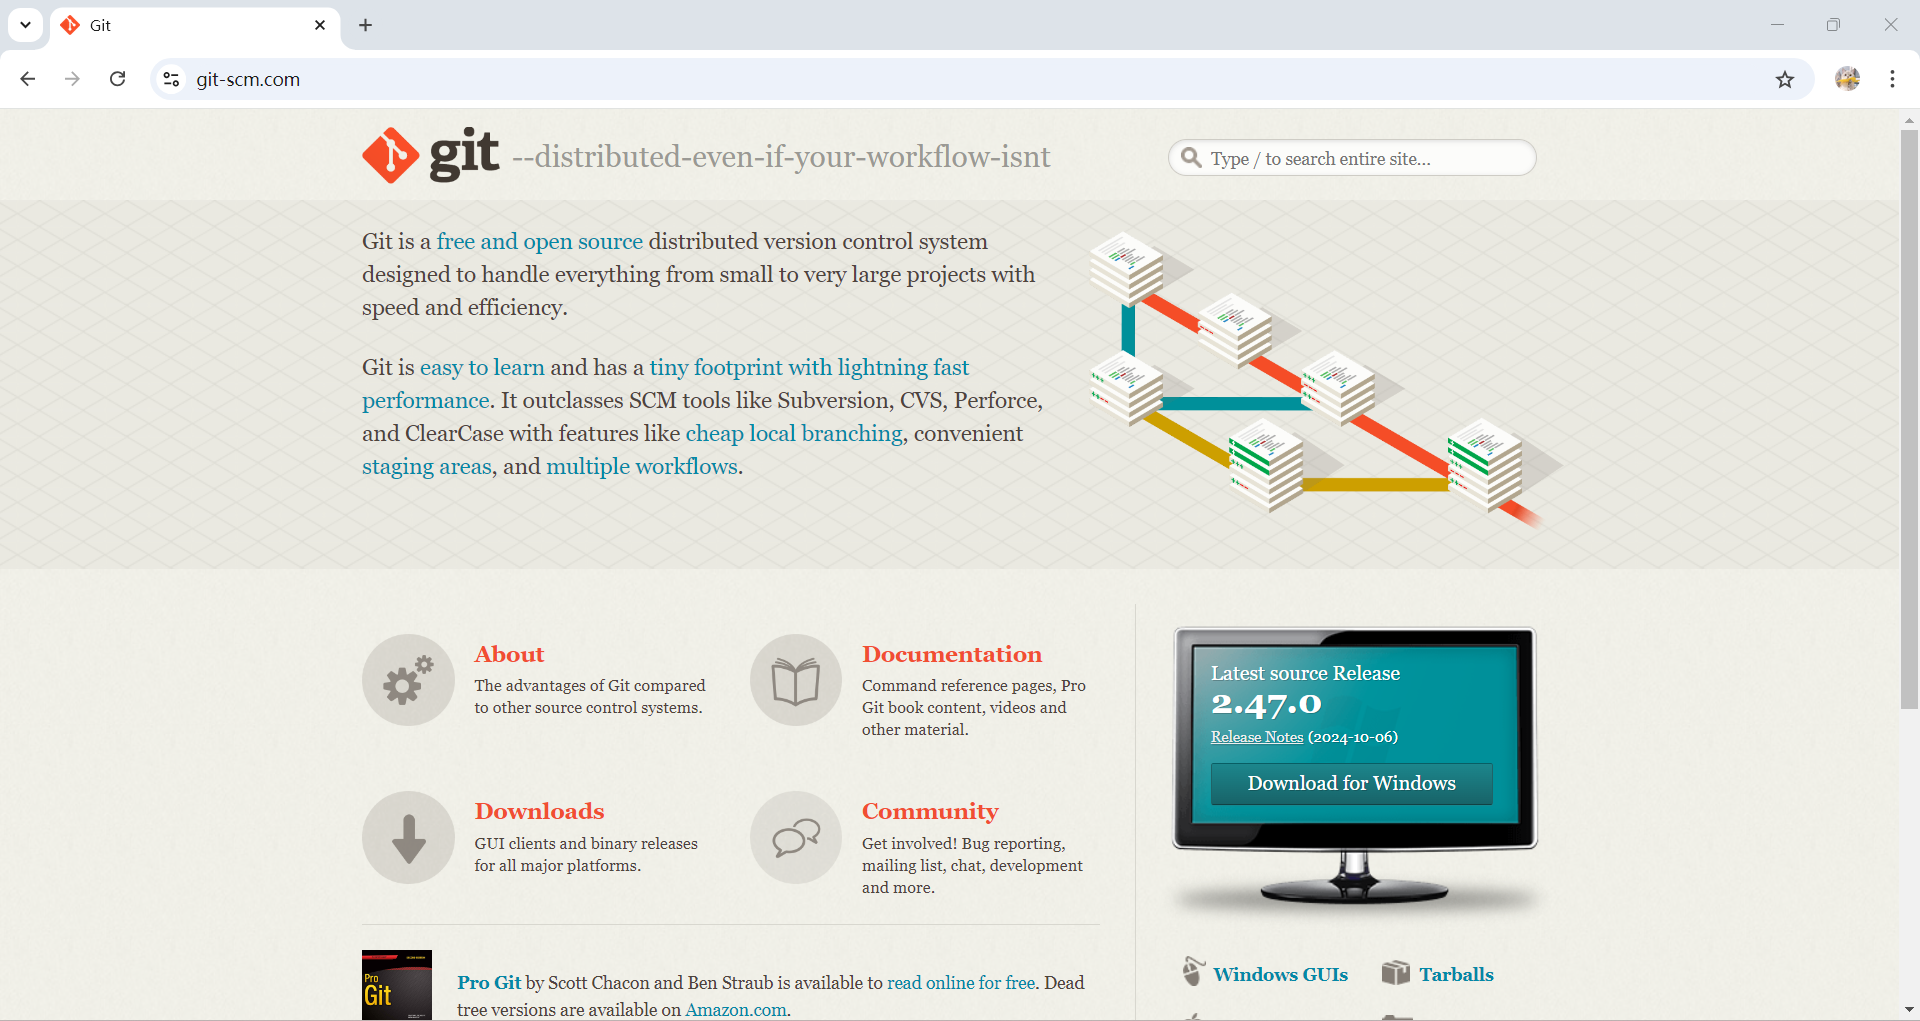 Git
git-scm.com
git --distributed-even-if-your-workflow-isnt
Type / to search entire site...
Git is a free and open source distributed version control system
designed to handle everything from small to very large projects with
speed and efficiency.
Git is easy to learn and has a tiny footprint with lightning fast
performance. It outclasses SCM tools like Subversion, CVS, Perforce,
and ClearCase with features like cheap local branching, convenient
staging areas, and multiple workflows.
About
The advantages of Git compared
to other source control systems.
Documentation
Command reference pages, Pro
Git book content, videos and
other material.
Downloads
GUI clients and binary releases
for all major platforms.
Community
Get involved! Bug reporting,
mailing list, chat, development
and more.
Latest source Release
2.47.0
Release Notes (2024-10-06)
Download for Windows
Windows GUIs
Tarballs
Pro
Git
Pro Git by Scott Chacon and Ben Straub is available to read online for free. Dead
tree versions are available on Amazon.com.